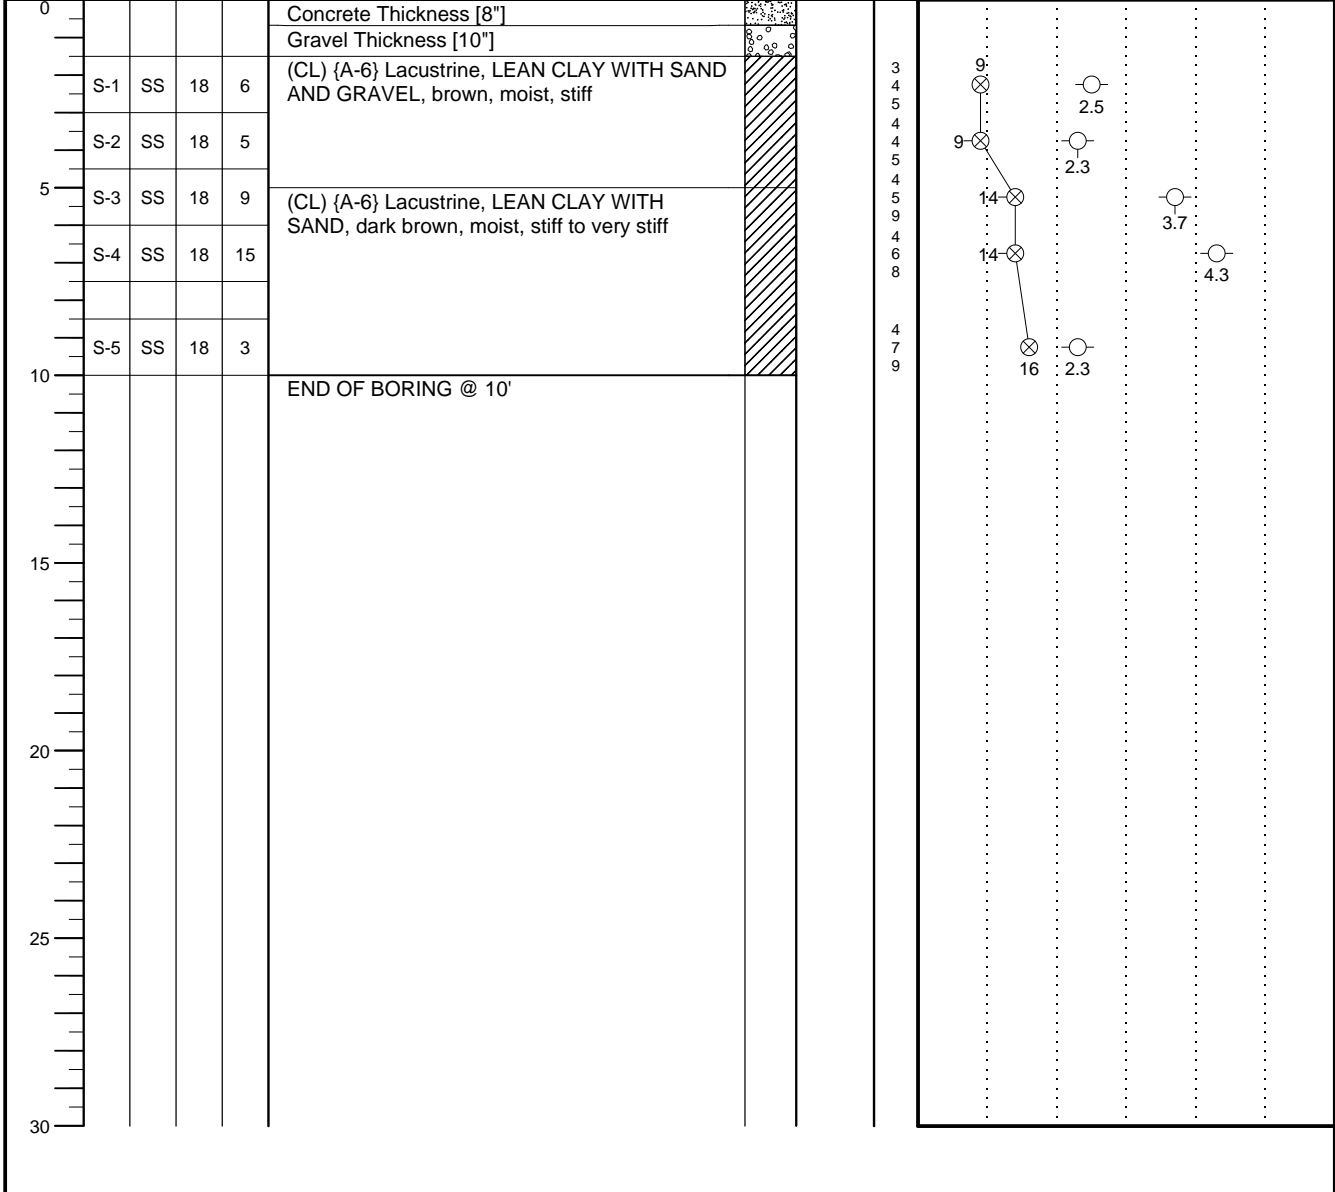 0
Concrete Thickness [8"]
Gravel Thickness [10"]
(CL) {A-6} Lacustrine, LEAN CLAY WITH SAND
AND GRAVEL, brown, moist, stiff
S-1 SS 18 6
3
4
5
9
2.5
S-2 SS 18 5
4
4
5
9
2.3
5
S-3 SS 18 9
(CL) {A-6} Lacustrine, LEAN CLAY WITH
SAND, dark brown, moist, stiff to very stiff
4
5
9
14
3.7
S-4 SS 18 15
4
6
8
14
4.3
S-5 SS 18 3
4
7
9
16 2.3
10
END OF BORING @ 10'
15
20
25
30